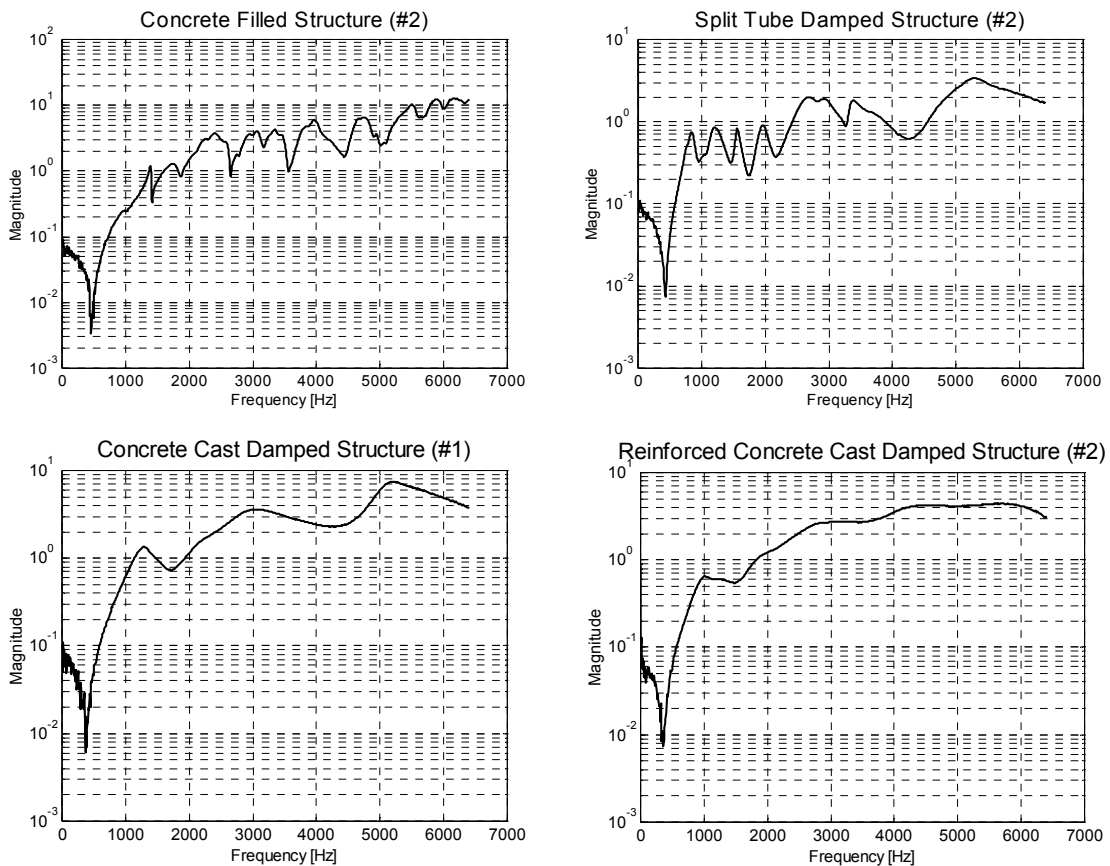 Concrete Filled Structure (#2)
10^2
10^1
10^0
10^-1
10^-2
10^-3
Magnitude
0 1000 2000 3000 4000 5000 6000 7000
Frequency [Hz]
Split Tube Damped Structure (#2)
10^1
10^0
10^-1
10^-2
10^-3
Magnitude
0 1000 2000 3000 4000 5000 6000 7000
Frequency [Hz]
Concrete Cast Damped Structure (#1)
10^1
10^0
10^-1
10^-2
10^-3
Magnitude
0 1000 2000 3000 4000 5000 6000 7000
Frequency [Hz]
Reinforced Concrete Cast Damped Structure (#2)
10^1
10^0
10^-1
10^-2
10^-3
Magnitude
0 1000 2000 3000 4000 5000 6000 7000
Frequency [Hz]